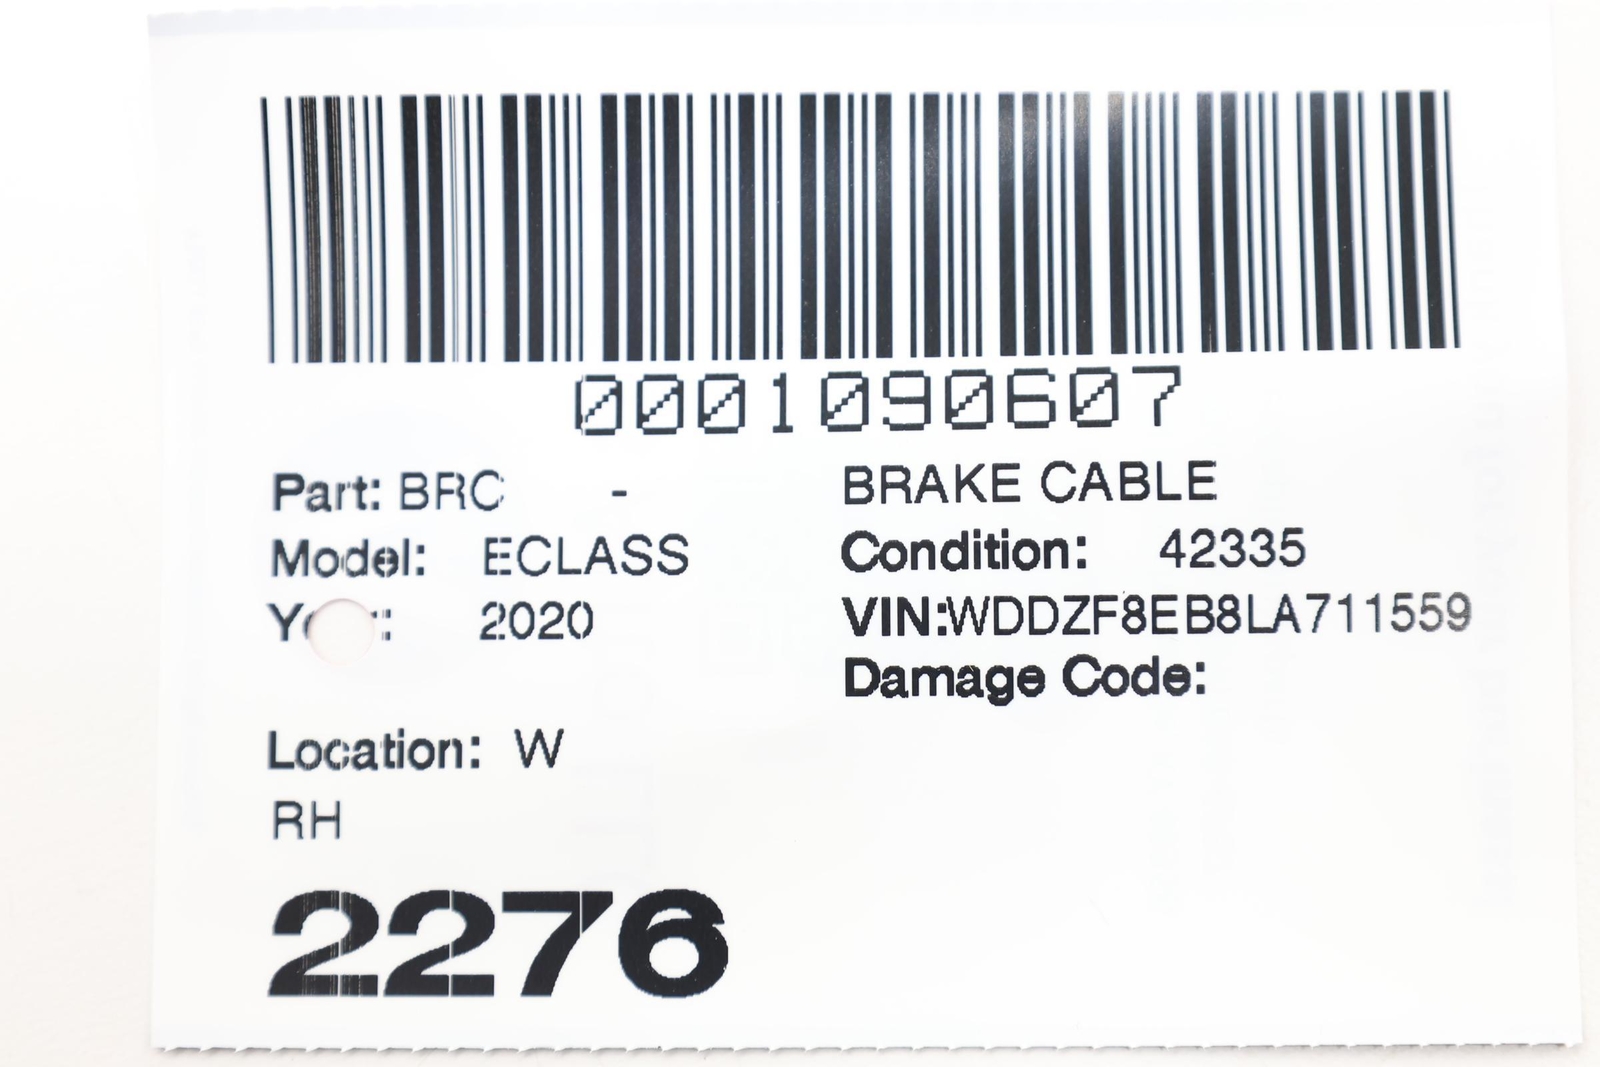 0001090607
Part: BRC - BRAKE CABLE
Model: ECLASS Condition: 42335
2020 VIN:WDDZF8EB8LA711559
Damage Code:
Location: W
RH
2276